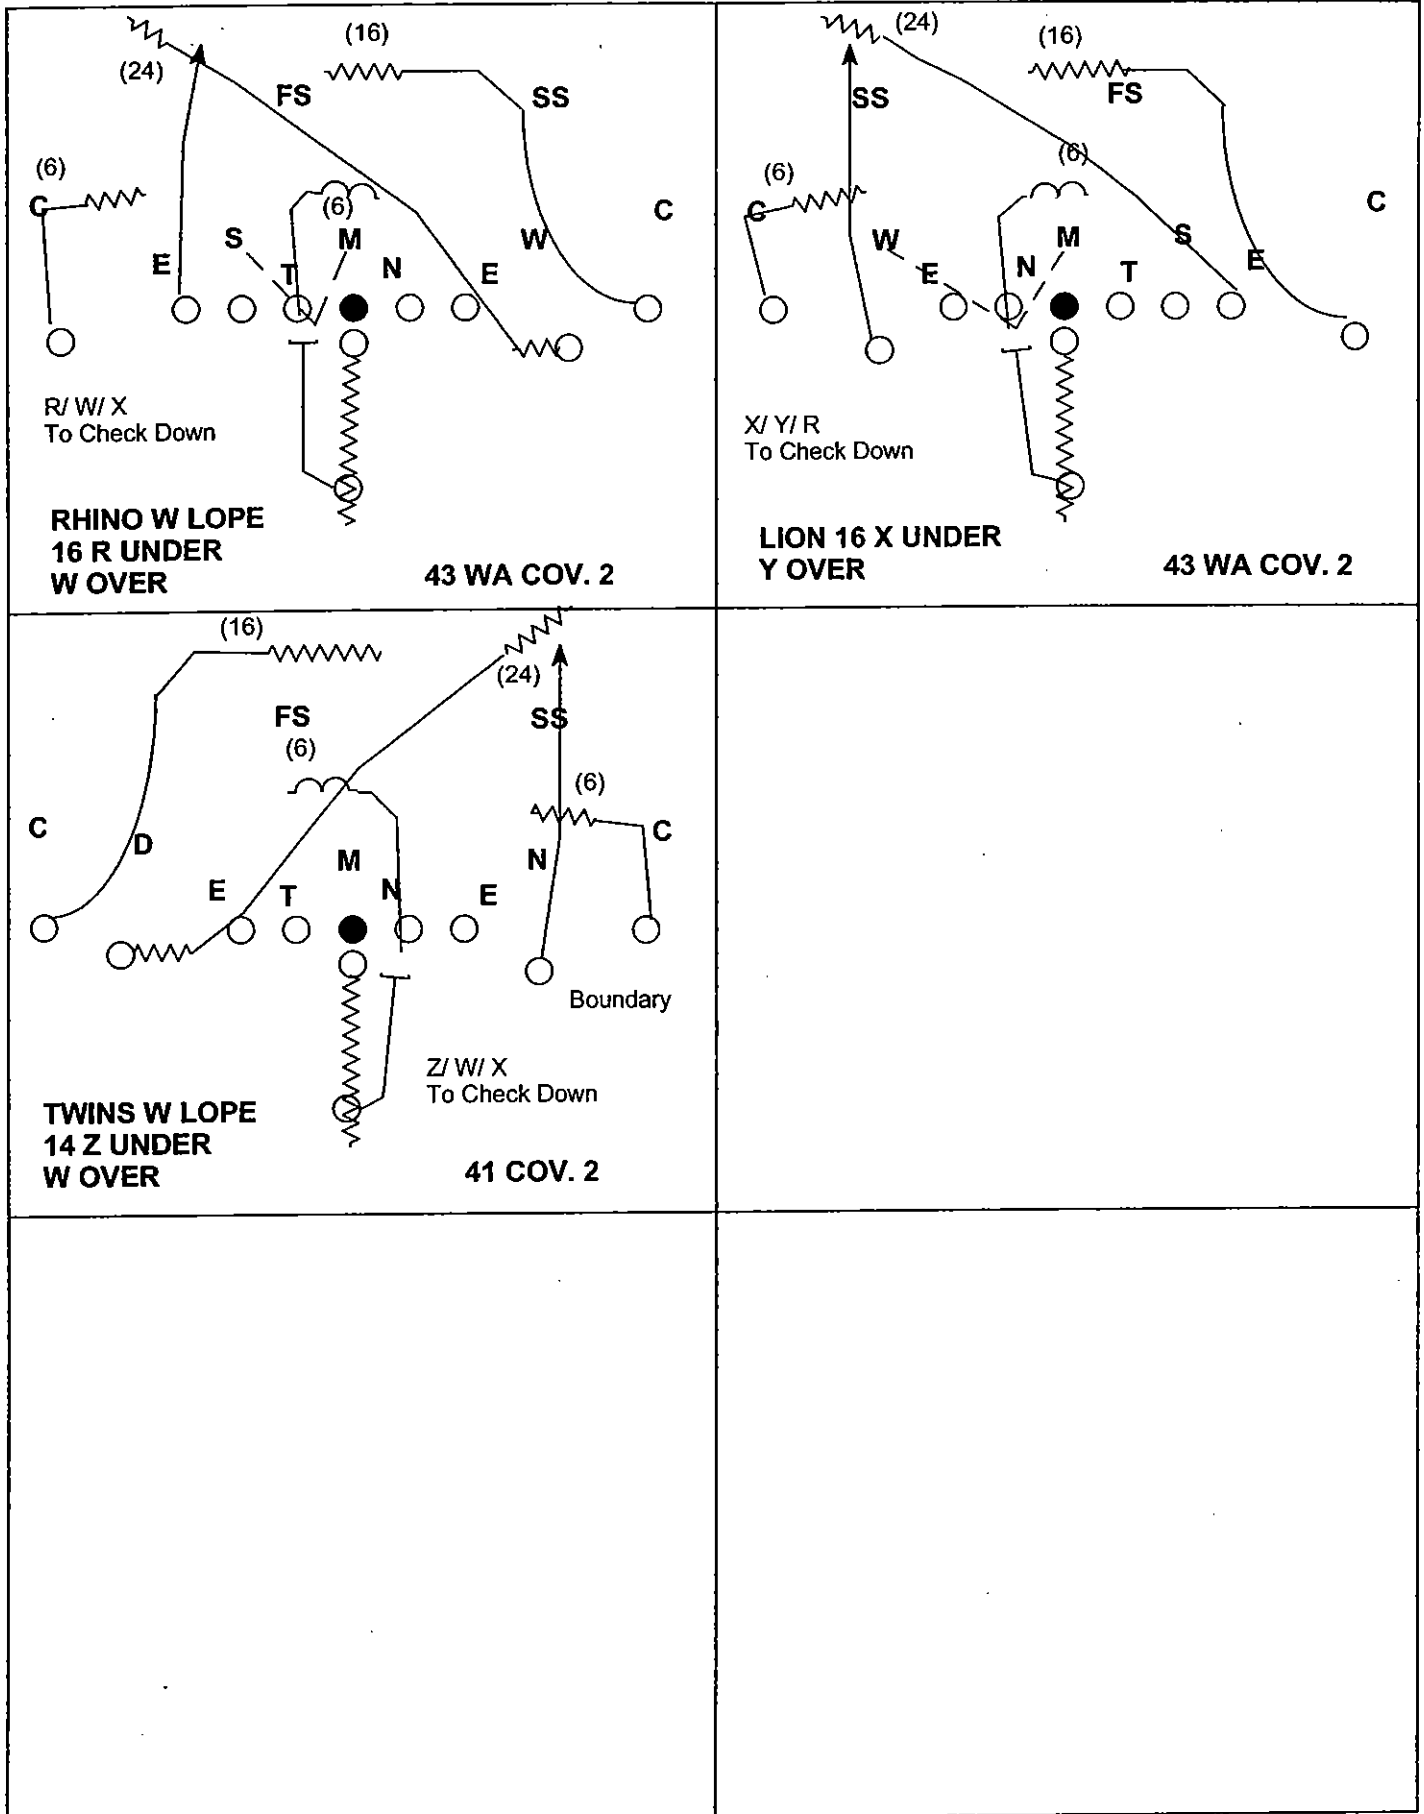 (16)
(24)
FS
SS
(6)
C
(6)
C
S
M
W
E
T
N
E
R/ W/ X
To Check Down
RHINO W LOPE
16 R UNDER
W OVER
43 WA COV. 2
(24)
(16)
SS
FS
(6)
(6)
C
C
W
M
S
E
N
T
E
X/ Y/ R
To Check Down
LION 16 X UNDER
Y OVER
43 WA COV. 2
(16)
(24)
FS
SS
(6)
(6)
C
D
C
M
N
E
T
N
E
Boundary
Z/ W/ X
To Check Down
TWINS W LOPE
14 Z UNDER
W OVER
41 COV. 2